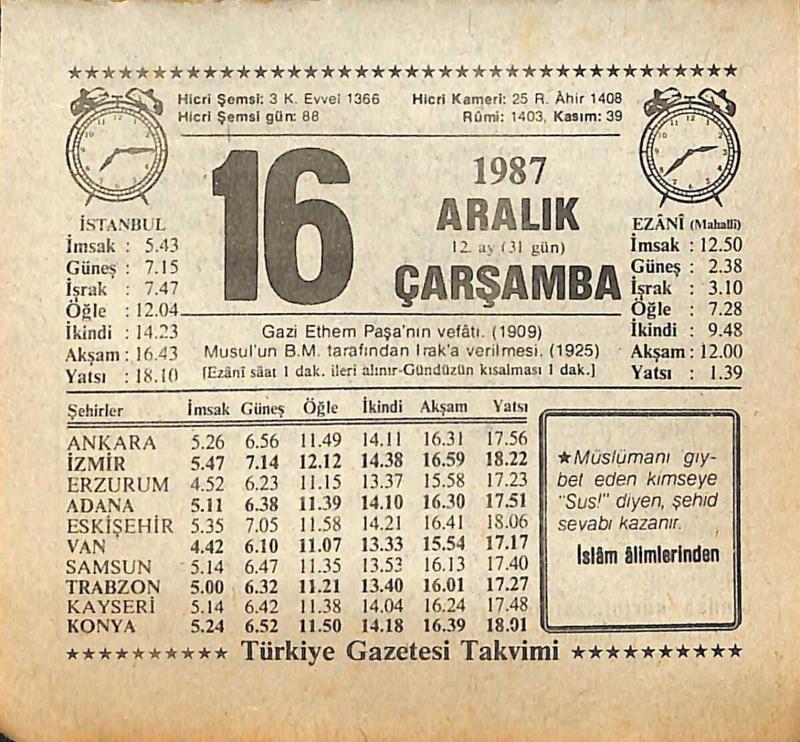 Hicri Şemsi: 3 K. Evvel 1366 Hicri Kameri: 25 R. Âhir 1408
Hicri Şemsi gün: 88 Rûmi: 1403, Kasım: 39
16
1987
ARALIK
12. ay (31 gün)
ÇARŞAMBA
İSTANBUL
İmsak : 5.43
Güneş : 7.15
İşrak : 7.47
Öğle : 12.04
İkindi : 14.23
Akşam : 16.43
Yatsı : 18.10
EZÂNÎ (Mahallî)
İmsak : 12.50
Güneş : 2.38
İşrak : 3.10
Öğle : 7.28
İkindi : 9.48
Akşam : 12.00
Yatsı : 1.39
Gazi Ethem Paşa'nın vefâtı. (1909)
Musul'un B.M. tarafından Irak'a verilmesi. (1925)
[Ezânî sâat 1 dak. ileri alınır-Gündüzün kısalması 1 dak.]
Şehirler İmsak Güneş Öğle İkindi Akşam Yatsı
ANKARA 5.26 6.56 11.49 14.11 16.31 17.56
İZMİR 5.47 7.14 12.12 14.38 16.59 18.22
ERZURUM 4.52 6.23 11.15 13.37 15.58 17.23
ADANA 5.11 6.38 11.39 14.10 16.30 17.51
ESKİŞEHİR 5.35 7.05 11.58 14.21 16.41 18.06
VAN 4.42 6.10 11.07 13.33 15.54 17.17
SAMSUN 5.14 6.47 11.35 13.53 16.13 17.40
TRABZON 5.00 6.32 11.21 13.40 16.01 17.27
KAYSERİ 5.14 6.42 11.38 14.04 16.24 17.48
KONYA 5.24 6.52 11.50 14.18 16.39 18.01
★Müslümanı gıy-
bet eden kimseye
"Sus!" diyen, şehid
sevabı kazanır.
İslâm âlimlerinden
★★★★★★★★★★ Türkiye Gazetesi Takvimi ★★★★★★★★★★